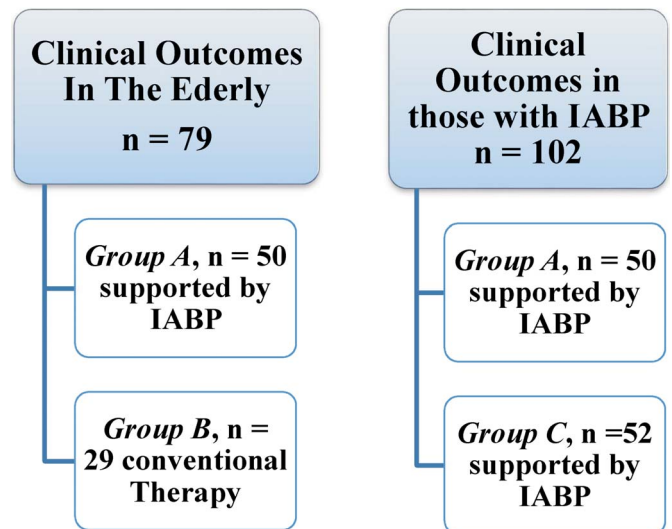 Clinical Outcomes
In The Ederly
n = 79
Group A, n = 50
supported by
IABP
Group B, n =
29 conventional
Therapy
Clinical
Outcomes in
those with IABP
n = 102
Group A, n = 50
supported by
IABP
Group C, n =52
supported by
IABP